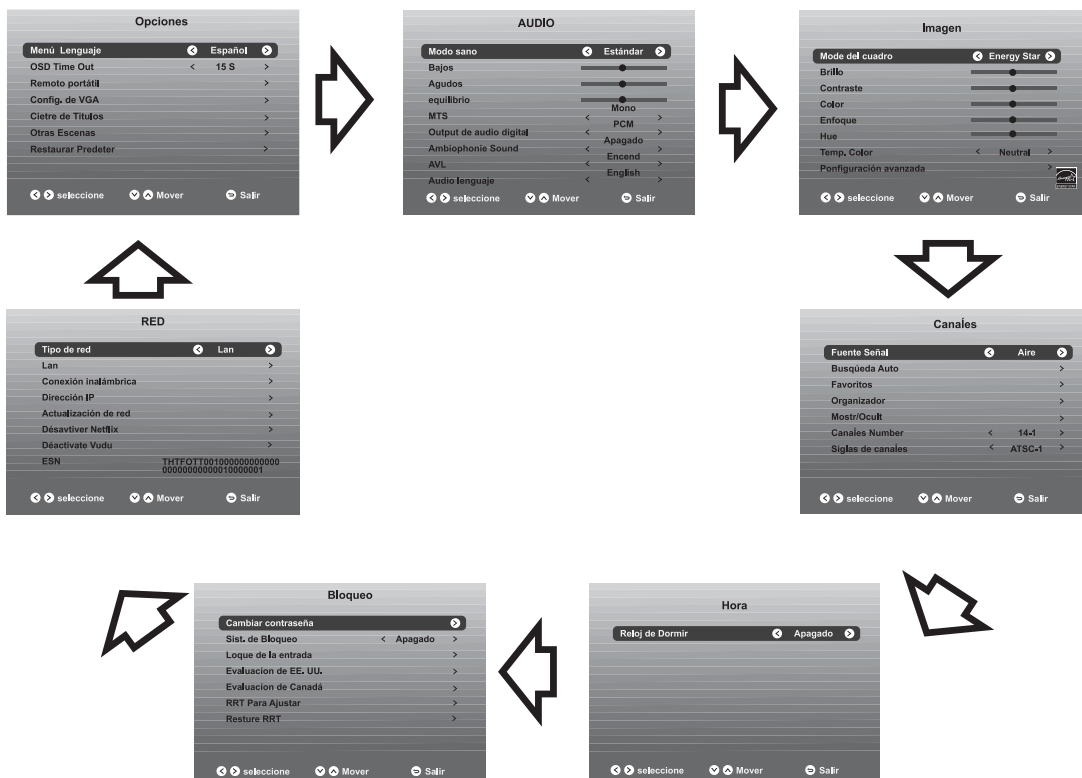 Opciones
Menú Lenguaje < Español >
OSD Time Out < 15 S >
Remoto portátil >
Config. de VGA >
Cietre de Titulos >
Otras Escenas >
Restaurar Predeter >
< > seleccione Mover Salir
AUDIO
Modo sano < Estándar >
Bajos
Agudos
equilibrio
MTS < Mono >
Output de audio digital < PCM >
Ambiophonie Sound < Apagado >
AVL < Encend >
Audio lenguaje < English >
< > seleccione Mover Salir
Imagen
Mode del cuadro < Energy Star >
Brillo
Contraste
Color
Enfoque
Hue
Temp. Color < Neutral >
Ponfiguración avanzada >
< > seleccione Mover Salir
RED
Tipo de red < Lan >
Lan >
Conexión inalámbrica >
Dirección IP >
Actualización de red >
Désavtiver Netflix >
Déactivate Vudu >
ESN THTFOTT001000000000000
00000000000010000001
< > seleccione Mover Salir
Canaĺes
Fuente Señal < Aire >
Busqúeda Auto >
Favoritos >
Organizador >
Mostr/Ocult >
Canaĺes Number < 14-1 >
Siglas de canaĺes < ATSC-1 >
< > seleccione Mover Salir
Bloqueo
Cambiar contraseña >
Sist. de Bloqueo < Apagado >
Loque de la entrada >
Evaluacion de EE. UU. >
Evaluacion de Canadá >
RRT Para Ajustar >
Resture RRT >
< > seleccione Mover Salir
Hora
Reloj de Dormir < Apagado >
< > seleccione Mover Salir